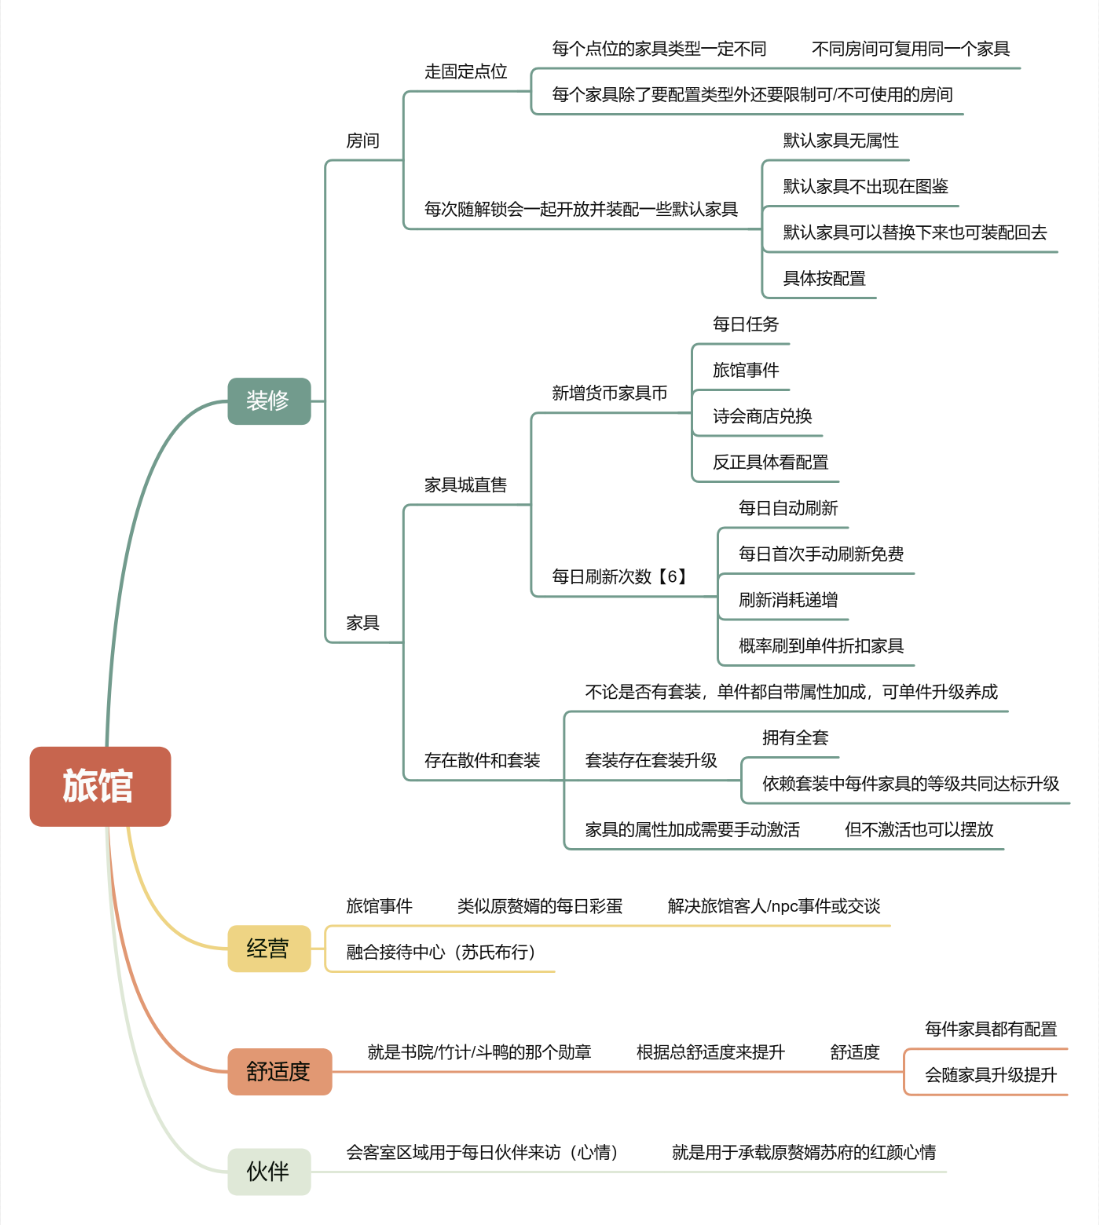 每个点位的家具类型一定不同 不同房间可复用同一个家具
走固定点位
每个家具除了要配置类型外还要限制可/不可使用的房间
房间
默认家具无属性
默认家具不出现在图鉴
每次随解锁会一起开放并装配一些默认家具
默认家具可以替换下来也可装配回去
具体按配置
每日任务
旅馆事件
新增货币家具币
装修
诗会商店兑换
反正具体看配置
家具城直售
每日自动刷新
每日首次手动刷新免费
每日刷新次数【6】
刷新消耗递增
家具
概率刷到单件折扣家具
不论是否有套装，单件都自带属性加成，可单件升级养成
拥有全套
存在散件和套装
套装存在套装升级
依赖套装中每件家具的等级共同达标升级
旅馆
家具的属性加成需要手动激活 但不激活也可以摆放
旅馆事件 类似原赘婿的每日彩蛋 解决旅馆客人/npc事件或交谈
经营
融合接待中心（苏氏布行）
每件家具都有配置
舒适度
就是书院/竹计/斗鸭的那个勋章 根据总舒适度来提升 舒适度
会随家具升级提升
伙伴
会客室区域用于每日伙伴来访（心情） 就是用于承载原赘婿苏府的红颜心情